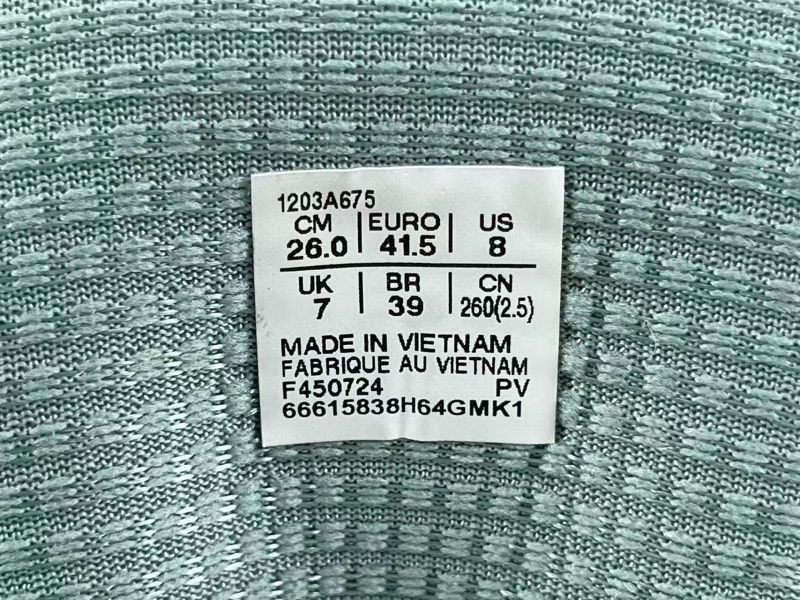 1203A675
CM | EURO | US
26.0 | 41.5 | 8
UK | BR | CN
7 | 39 | 260(2.5)
MADE IN VIETNAM
FABRIQUE AU VIETNAM
F450724 PV
66615838H64GMK1